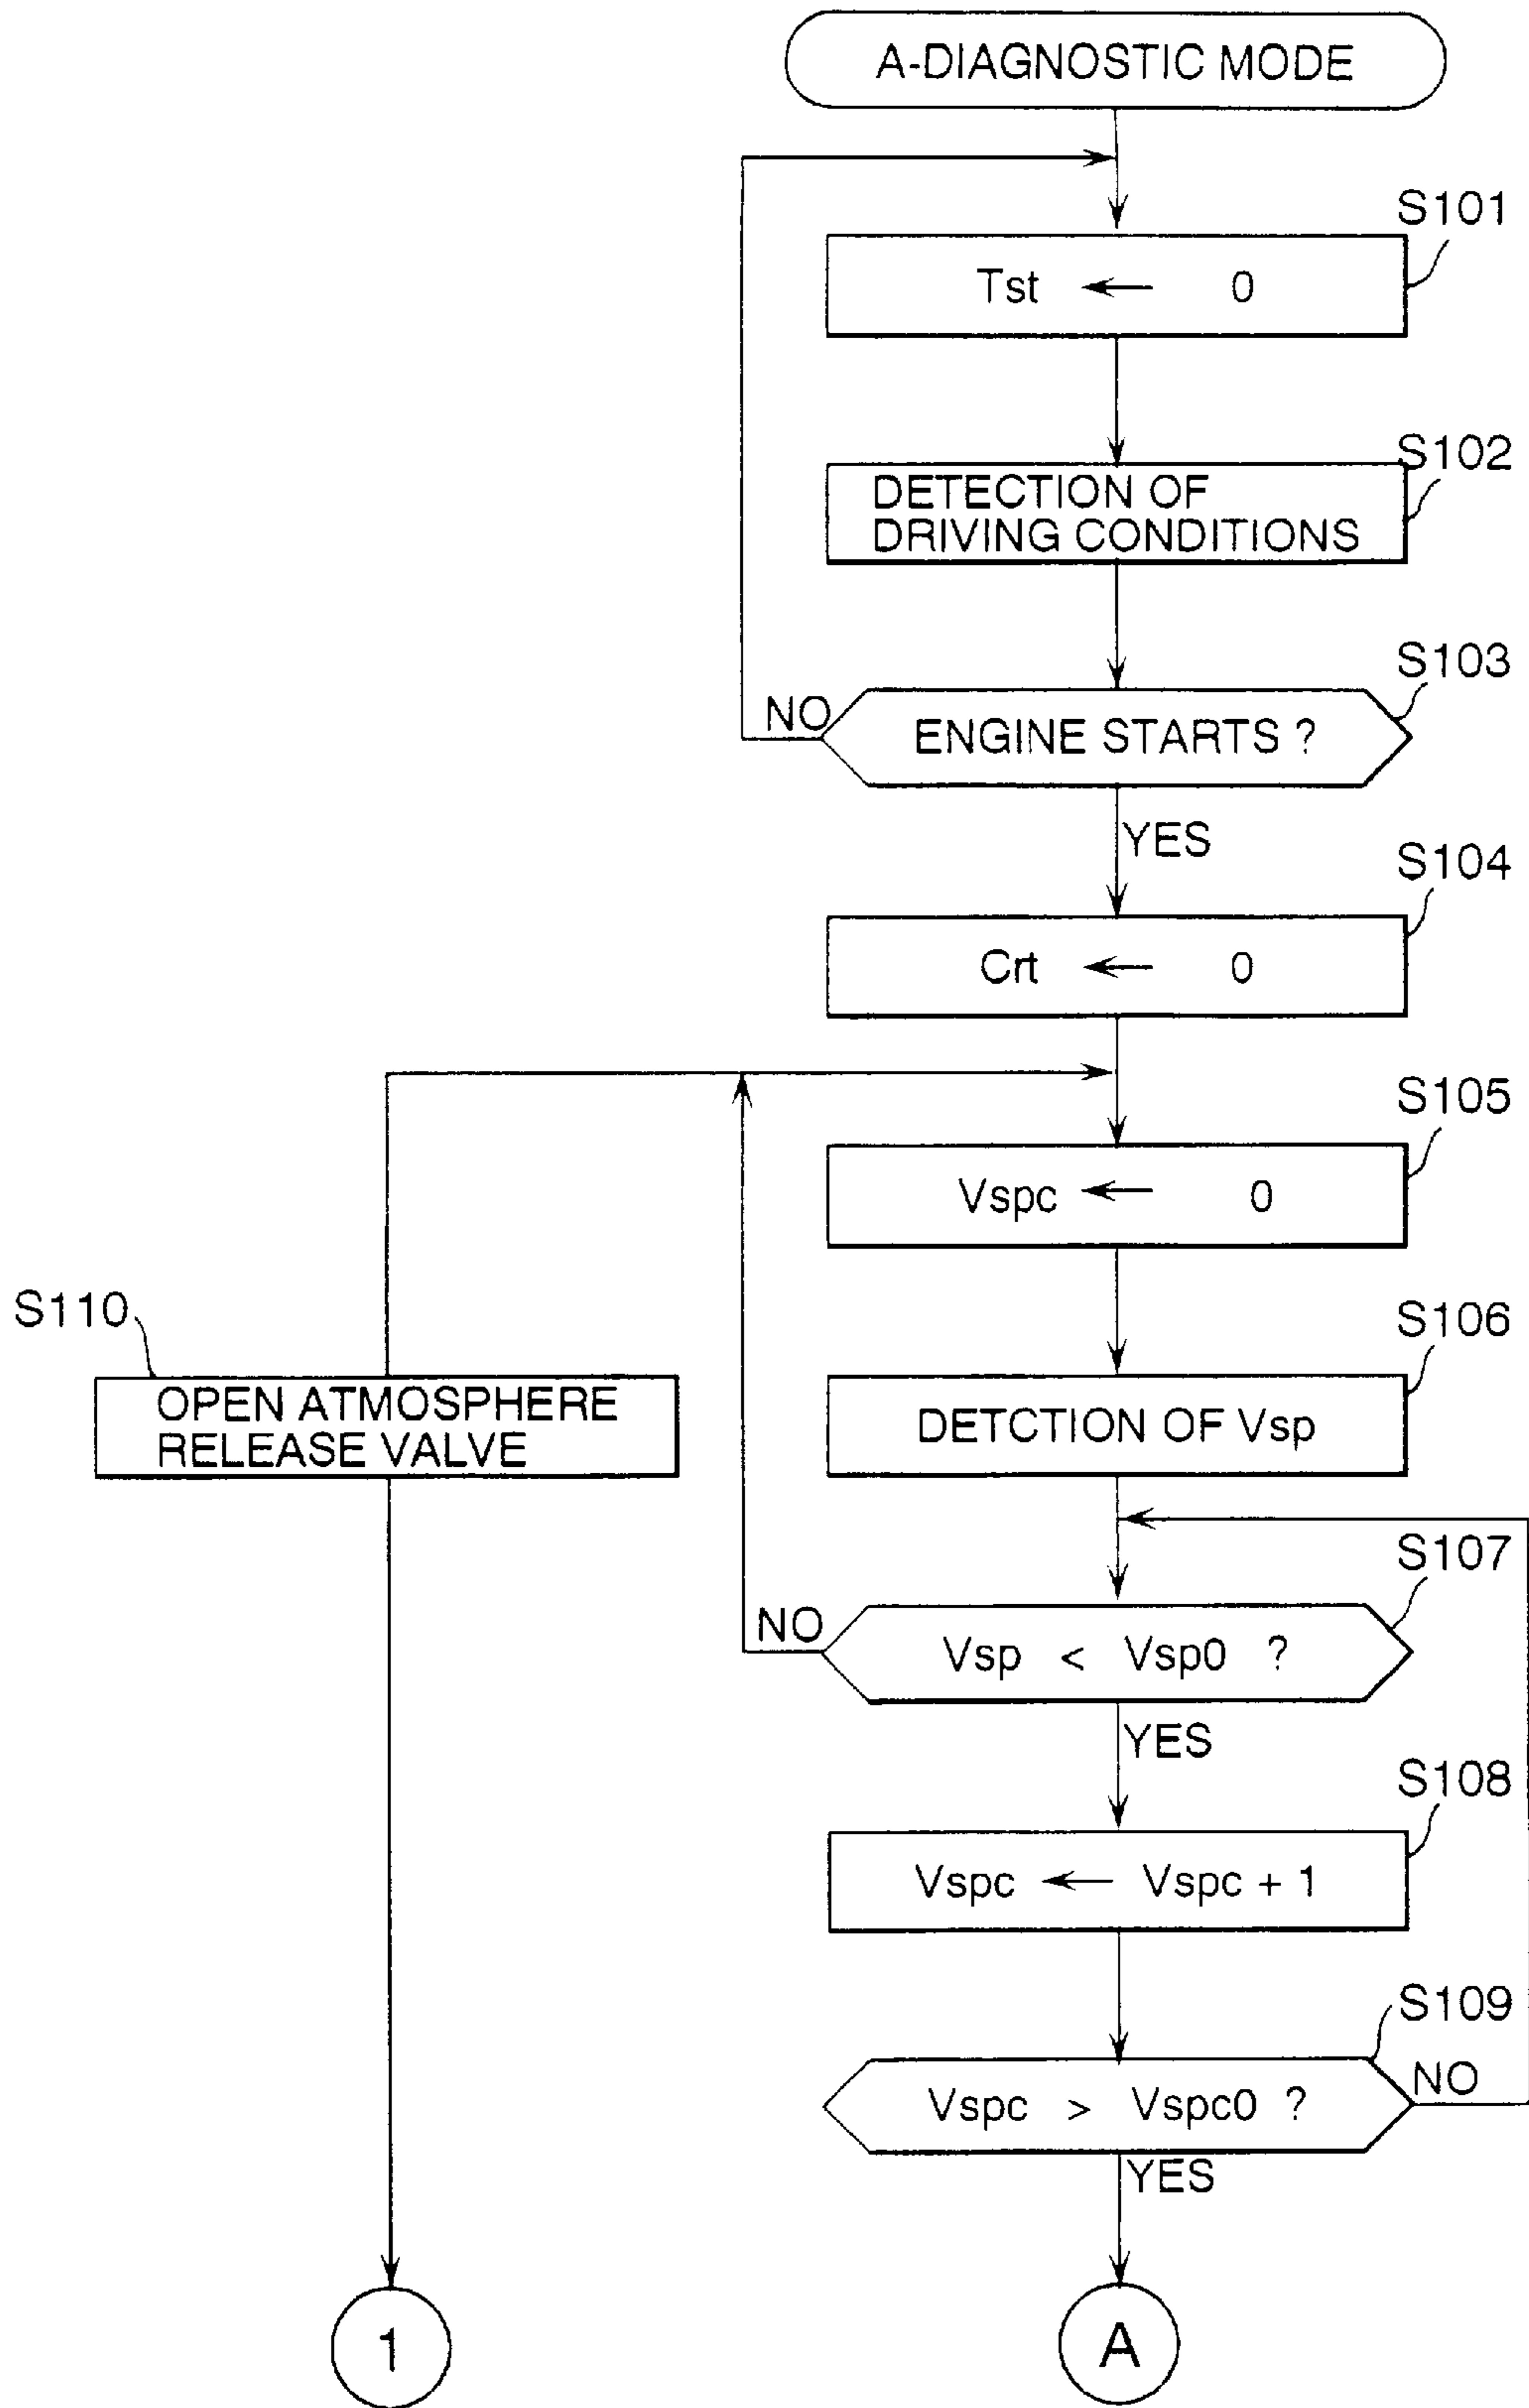 A-DIAGNOSTIC MODE
S101
Tst ← 0
S102
DETECTION OF
DRIVING CONDITIONS
S103
NO
ENGINE STARTS ?
YES
S104
Crt ← 0
S105
Vspc ← 0
S110
OPEN ATMOSPHERE
RELEASE VALVE
S106
DETCTION OF Vsp
S107
NO
Vsp < Vsp0 ?
YES
S108
Vspc ← Vspc + 1
S109
Vspc > Vspc0 ?
NO
YES
1
A